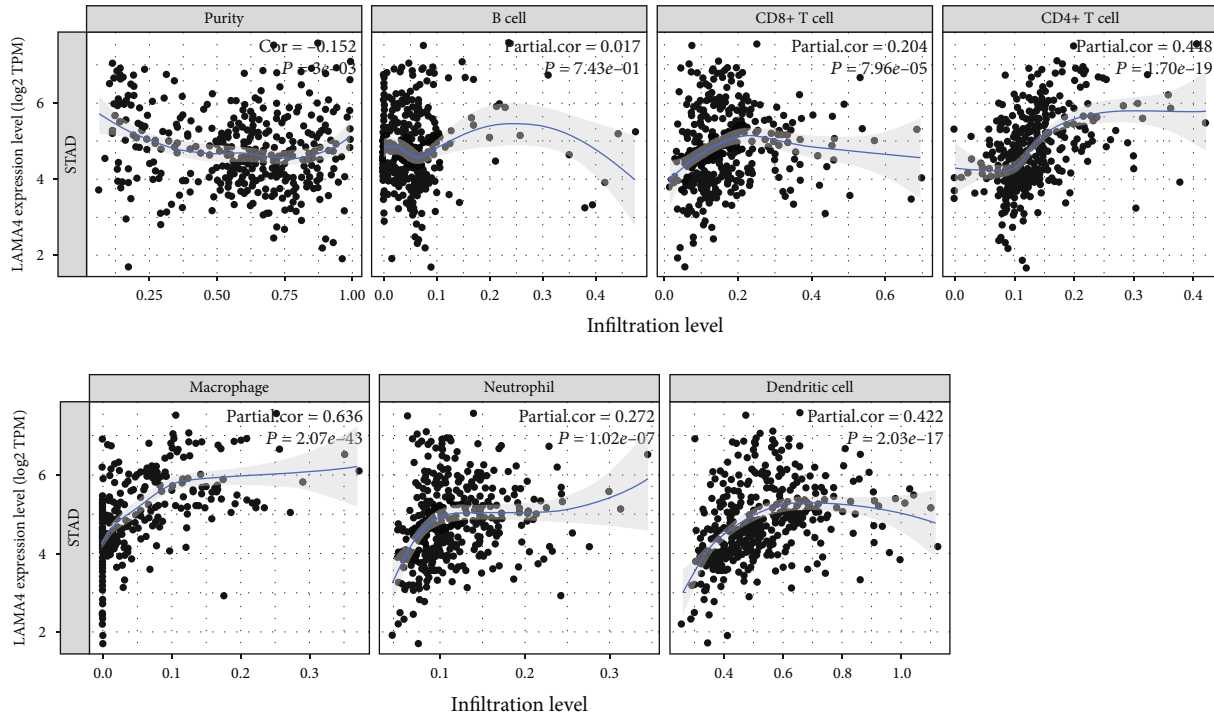 Purity B cell CD8+ T cell CD4+ T cell
LAMA4 expression level (log2 TPM)
STAD
Cor = –0.152
P = 3e–03
Partial.cor = 0.017
P = 7.43e–01
Partial.cor = 0.204
P = 7.96e–05
Partial.cor = 0.448
P = 1.70e–19
6
4
2
0.25 0.50 0.75 1.00 0.0 0.1 0.2 0.3 0.4 0.0 0.2 0.4 0.6 0.0 0.1 0.2 0.3 0.4
Infiltration level
Macrophage Neutrophil Dendritic cell
LAMA4 expression level (log2 TPM)
STAD
Partial.cor = 0.636
P = 2.07e–43
Partial.cor = 0.272
P = 1.02e–07
Partial.cor = 0.422
P = 2.03e–17
6
4
2
0.0 0.1 0.2 0.3 0.1 0.2 0.3 0.4 0.6 0.8 1.0
Infiltration level